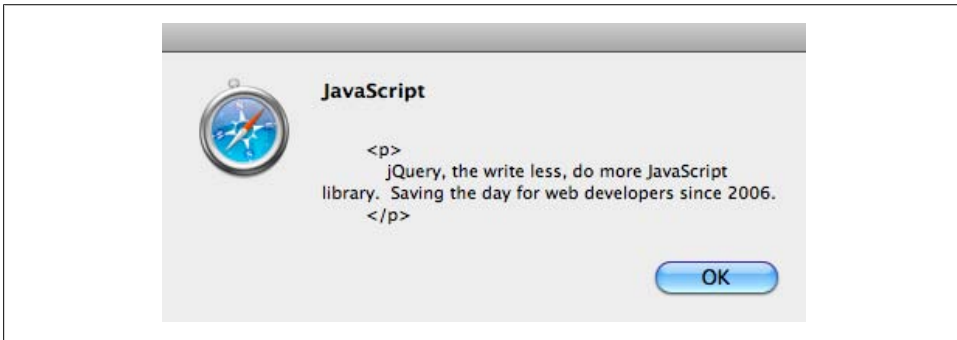 JavaScript
<p>
jQuery, the write less, do more JavaScript
library.  Saving the day for web developers since 2006.
</p>
OK